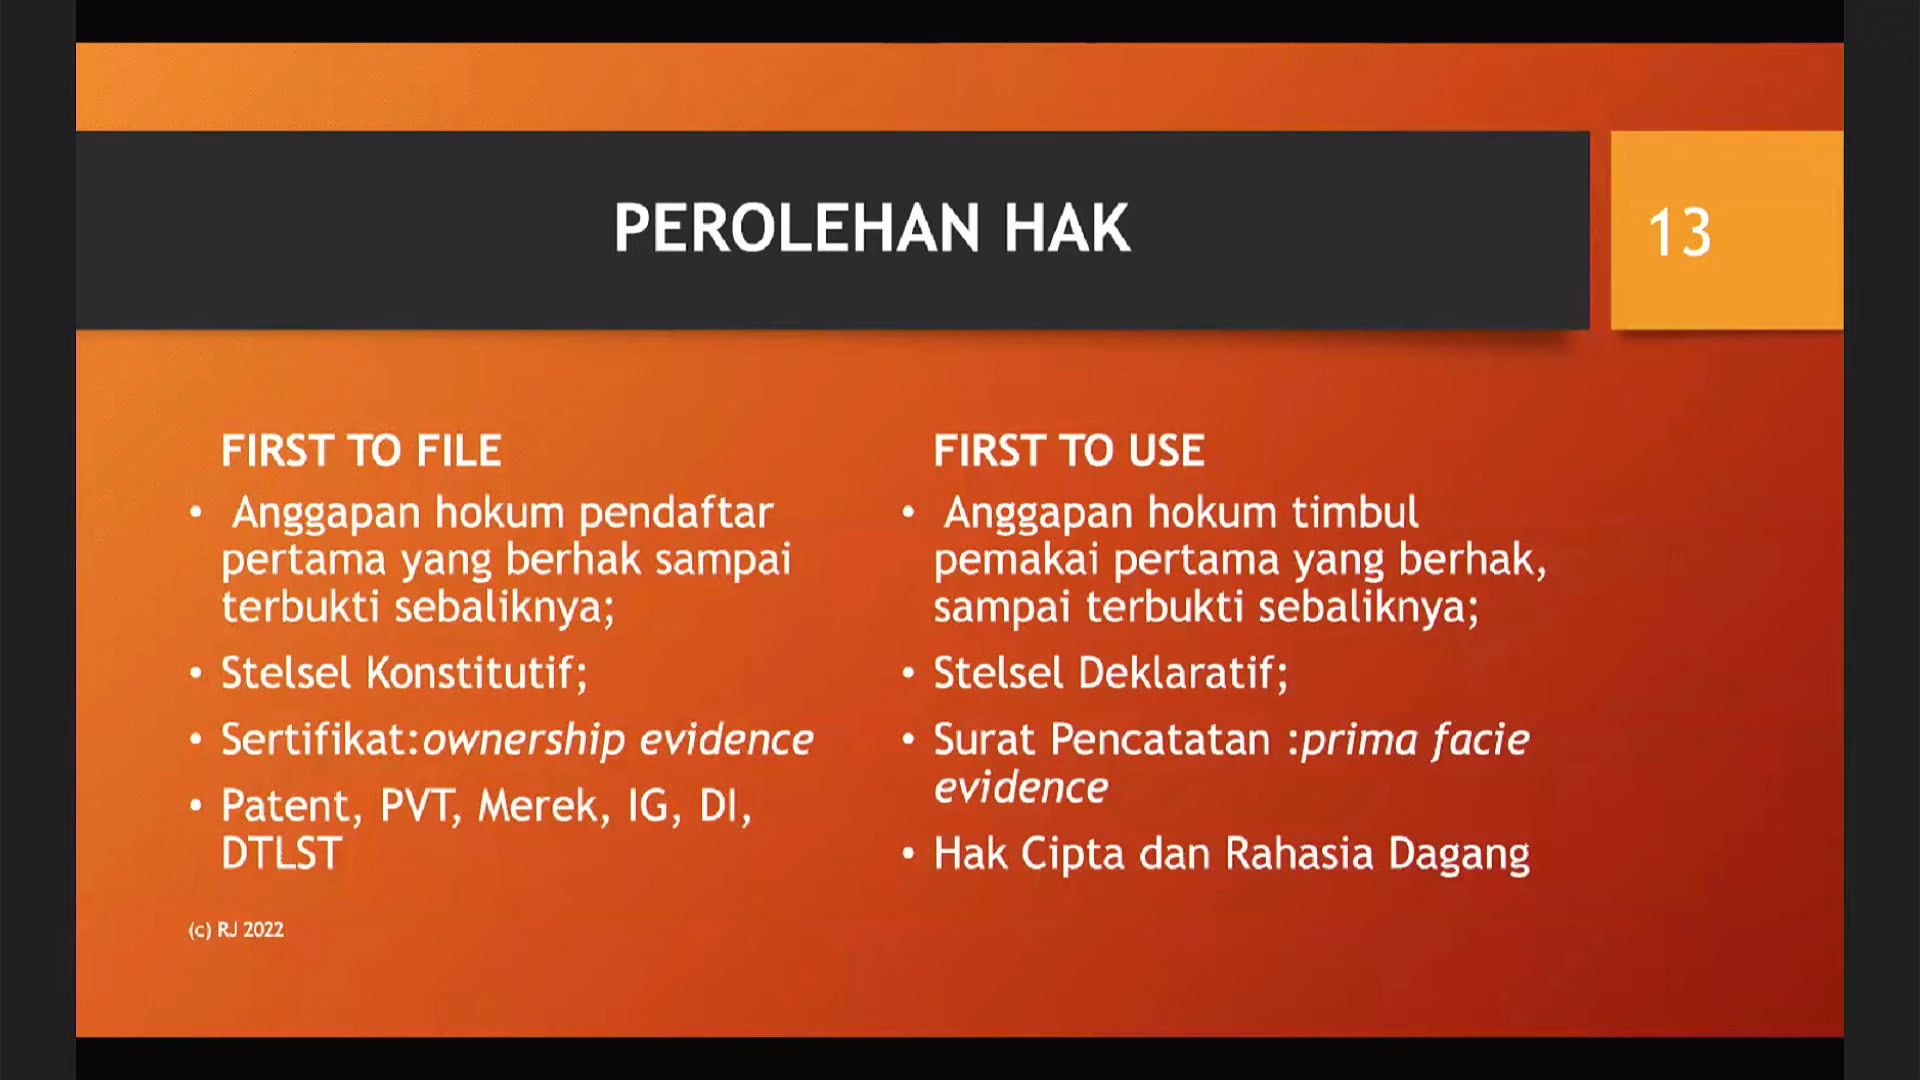 PEROLEHAN HAK
13
FIRST TO FILE
• Anggapan hokum pendaftar
pertama yang berhak sampai
terbukti sebaliknya;
• Stelsel Konstitutif;
• Sertifikat:ownership evidence
• Patent, PVT, Merek, IG, DI,
DTLST
FIRST TO USE
• Anggapan hokum timbul
pemakai pertama yang berhak,
sampai terbukti sebaliknya;
• Stelsel Deklaratif;
• Surat Pencatatan :prima facie
evidence
• Hak Cipta dan Rahasia Dagang
(c) RJ 2022